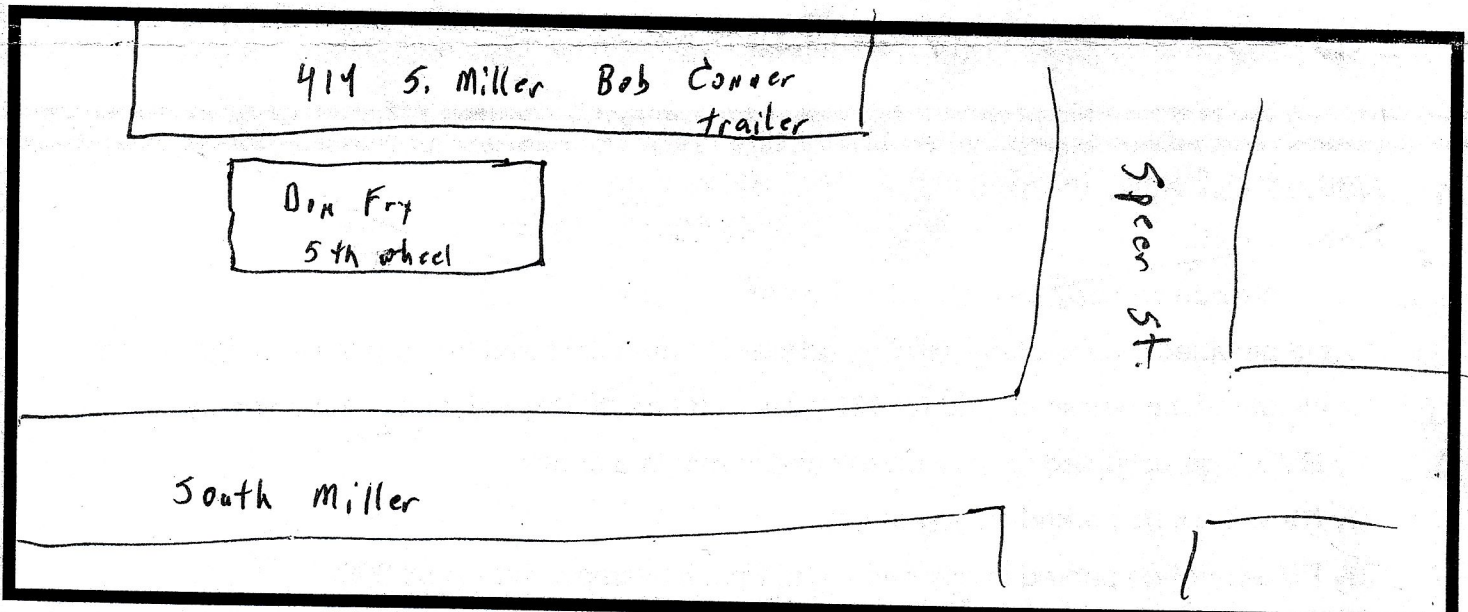 414 S. Miller Bob Conner
trailer
Don Fry
5th wheel
Speer St.
South Miller